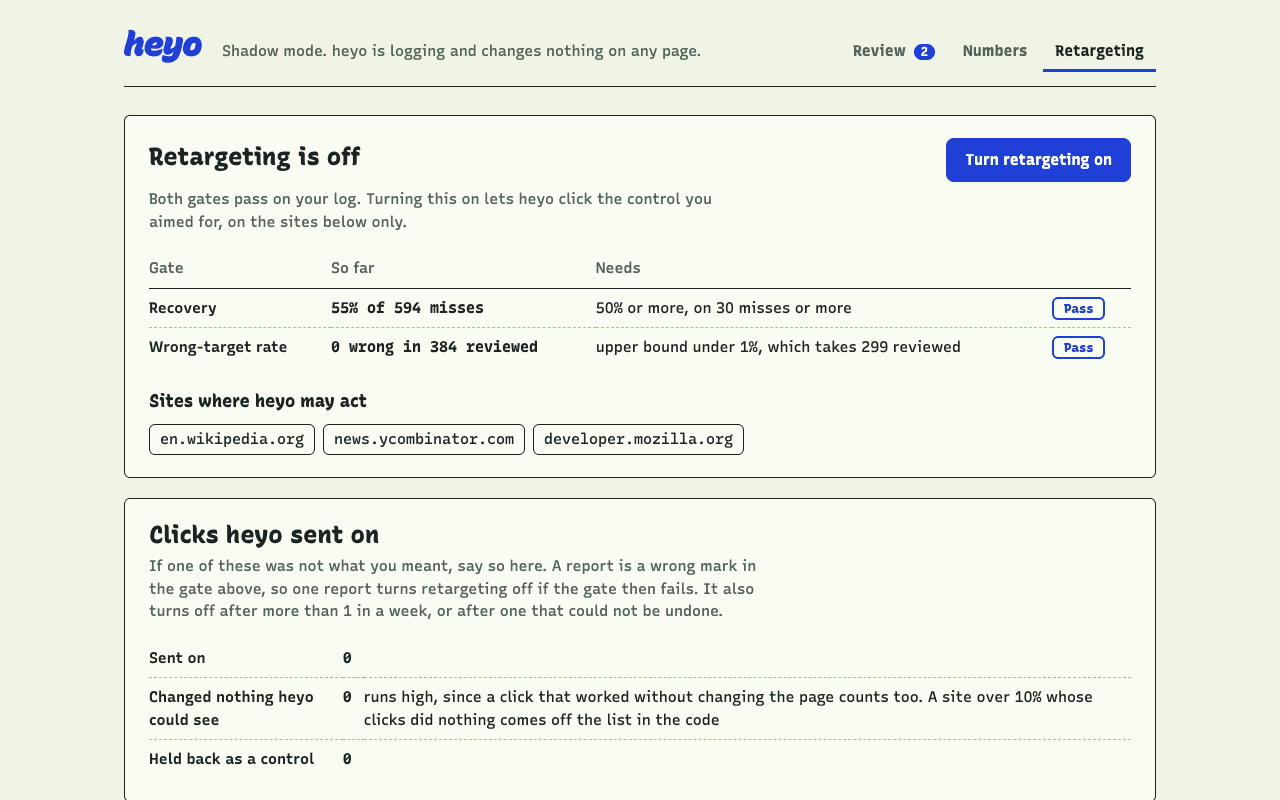 heyo
Shadow mode. heyo is logging and changes nothing on any page.
Review 2
Numbers
Retargeting
Retargeting is off
Turn retargeting on
Both gates pass on your log. Turning this on lets heyo click the control you
aimed for, on the sites below only.
Gate So far Needs
Recovery 55% of 594 misses 50% or more, on 30 misses or more Pass
Wrong-target rate 0 wrong in 384 reviewed upper bound under 1%, which takes 299 reviewed Pass
Sites where heyo may act
en.wikipedia.org news.ycombinator.com developer.mozilla.org
Clicks heyo sent on
If one of these was not what you meant, say so here. A report is a wrong mark in
the gate above, so one report turns retargeting off if the gate then fails. It also
turns off after more than 1 in a week, or after one that could not be undone.
Sent on 0
Changed nothing heyo 0 runs high, since a click that worked without changing the page counts too. A site over 10% whose
could see clicks did nothing comes off the list in the code
Held back as a control 0